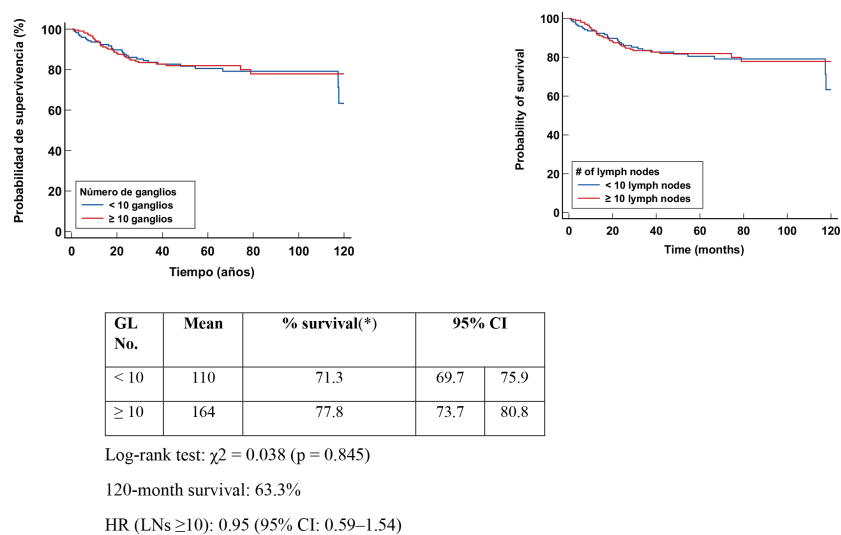 Probabilidad de supervivencia (%)
100
80
60
40
20
0
Número de ganglios
< 10 ganglios
≥ 10 ganglios
0 20 40 60 80 100 120
Tiempo (años)
Probability of survival
100
80
60
40
20
0
# of lymph nodes
< 10 lymph nodes
≥ 10 lymph nodes
0 20 40 60 80 100 120
Time (months)
GL No. Mean % survival(*) 95% CI
< 10 110 71.3 69.7 75.9
≥ 10 164 77.8 73.7 80.8
Log-rank test: χ2 = 0.038 (p = 0.845)
120-month survival: 63.3%
HR (LNs ≥10): 0.95 (95% CI: 0.59–1.54)